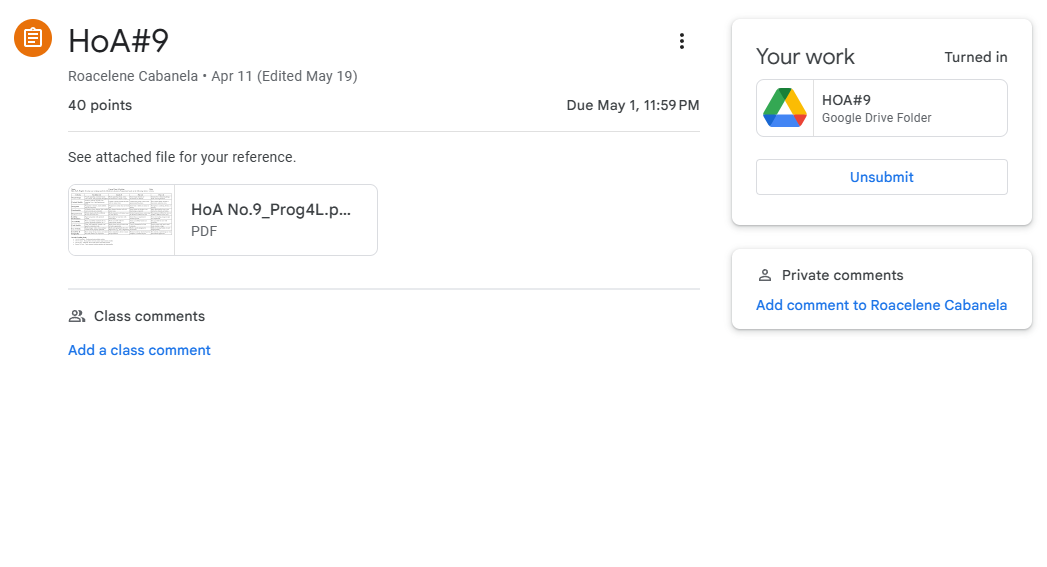 HoA#9
Roacelene Cabanela • Apr 11 (Edited May 19)
40 points
Due May 1, 11:59 PM
See attached file for your reference.
HoA No.9_Prog4L.p...
PDF
Class comments
Add a class comment
Your work
Turned in
HOA#9
Google Drive Folder
Unsubmit
Private comments
Add comment to Roacelene Cabanela